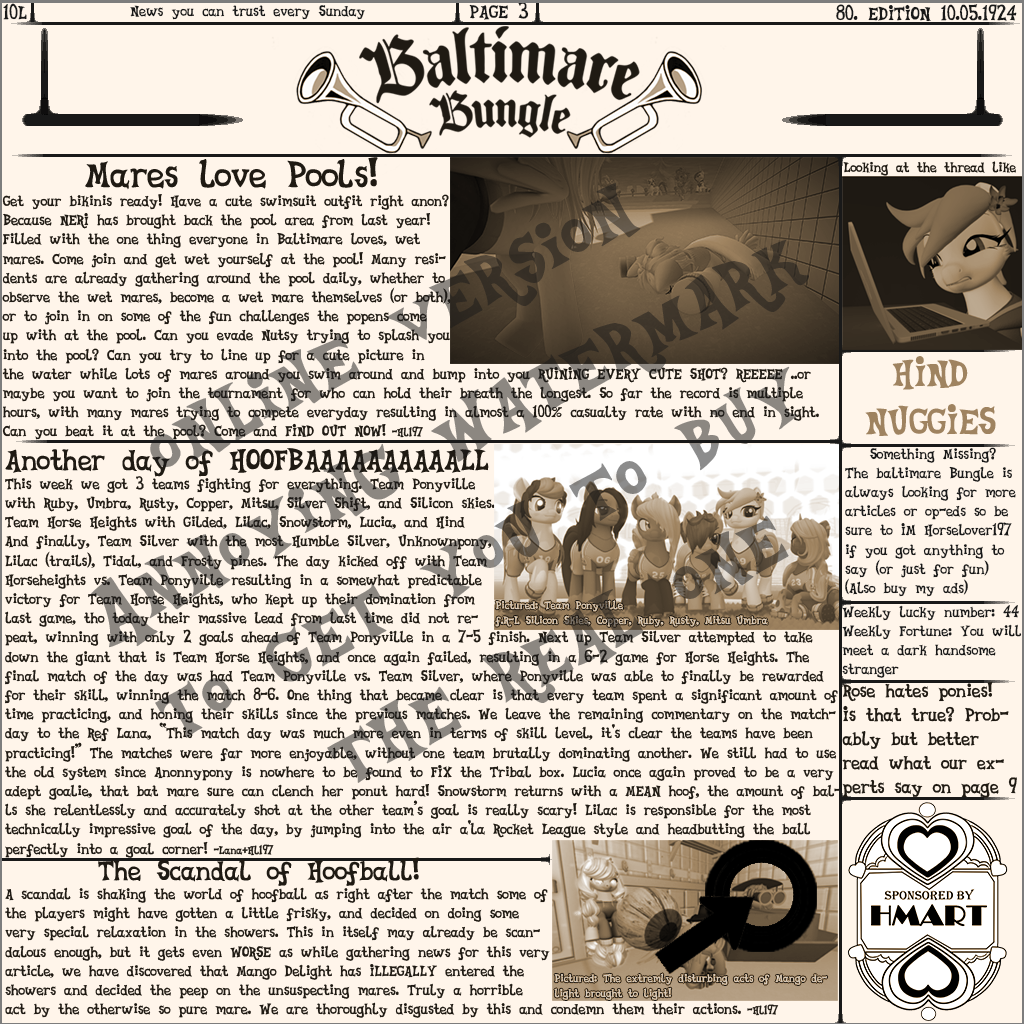 10L
News you can trust every Sunday
PAGE 3
80. EDITION 10.05.1924
Baltimare
Bungle
Mares love Pools!
Get your bikinis ready! Have a cute swimsuit outfit right anon?
Because NERi has brought back the pool area from last year!
Filled with the one thing everyone in Baltimare loves, wet
mares. Come join and get wet yourself at the pool! Many resi-
dents are already gathering around the pool daily, whether to
observe the wet mares, become a wet mare themselves (or both),
or to join in on some of the fun challenges the popens come
up with at the pool. Can you evade Nutsy trying to splash you
into the pool? Can you try to line up for a cute picture in
the water while lots of mares around you swim around and bump into you RUINING EVERY CUTE SHOT? REEEEE ..or
maybe you want to join the tournament for who can hold their breath the longest. So far the record is multiple
hours, with many mares trying to compete everyday resulting in almost a 100% casualty rate with no end in sight.
Can you beat it at the pool? Come and FIND OUT NOW! -HL197
Another day of HOOFBAAAAAAAAAALL
This week we got 3 teams fighting for everything. Team Ponyville
with Ruby, Umbra, Rusty, Copper, Mitsu Silver Shift, and Silicon skies.
Team Horse Heights with Gilded, Lilac, Snowstorm, Lucia, and Hind
And finally, Team Silver with the most Humble Silver, Unknownpony,
Lilac (trails), Tidal, and Frosty pines. The day kicked off with Team
Horseheights vs. Team Ponyville resulting in a somewhat predictable
victory for Team Horse Heights, who kept up their domination from
last game, tho today their massive Lead from last time did not re-
peat, winning with only 2 goals ahead of Team Ponyville in a 7-5 finish. Next up Team Silver attempted to take
down the giant that is Team Horse Heights, and once again failed, resulting in a 6-2 game for Horse Heights. The
final match of the day was had Team Ponyville vs. Team Silver, where Ponyville was able to finally be rewarded
for their skill, winning the match 8-6. One thing that became clear is that every team spent a significant amount of
time practicing, and honing their skills since the previous matches. We Leave the remaining commentary on the match-
day to the Ref Lana, "This match day was much more even in terms of skill level, it's clear the teams have been
practicing!" The matches were far more enjoyable, without one team brutally dominating another. We still had to use
the old system since Anonnypony is nowhere to be found to FIX the Tribal box. Lucia once again proved to be a very
adept goalie, that bat mare sure can clench her ponut hard! Snowstorm returns with a MEAN hoof, the amount of bal-
ls she relentlessly and accurately shot at the other team's goal is really scary! Lilac is responsible for the most
technically impressive goal of the day, by jumping into the air a'la Rocket League style and headbutting the ball
perfectly into a goal corner! -Lana+HL197
Pictured: Team Ponyville
f.R-L Silicon Skies, Copper, Ruby, Rusty, Mitsu Umbra
The Scandal of Hoofball!
A scandal is shaking the world of hoofball as right after the match some of
the players might have gotten a little frisky, and decided on doing some
very special relaxation in the showers. This in itself may already be scan-
dalous enough, but it gets even WORSE as while gathering news for this very
article, we have discovered that Mango Delight has iLLEGALLY entered the
showers and decided the peep on the unsuspecting mares. Truly a horrible
act by the otherwise so pure mare. We are thoroughly disgusted by this and condemn them their actions. -HL197
Pictured: The extremly disturbing acts of Mango de-
light brought to light!
Looking at the thread like
HiND
NUGGiES
Something Missing?
The baltimare Bungle is
always looking for more
articles or op-eds so be
sure to iM Horselover197
if you got anything to
say (or just for fun)
(Also buy my ads)
Weekly lucky number: 44
Weekly Fortune: You will
meet a dark handsome
stranger
Rose hates ponies!
is that true? Prob-
ably but better
read what our ex-
perts say on page 9
SPONSORED BY
HMART
ONLiNE VERSiON
ANNOYiNG WATERMARK
TO GET YOU TO BUY
THE REAL ONE